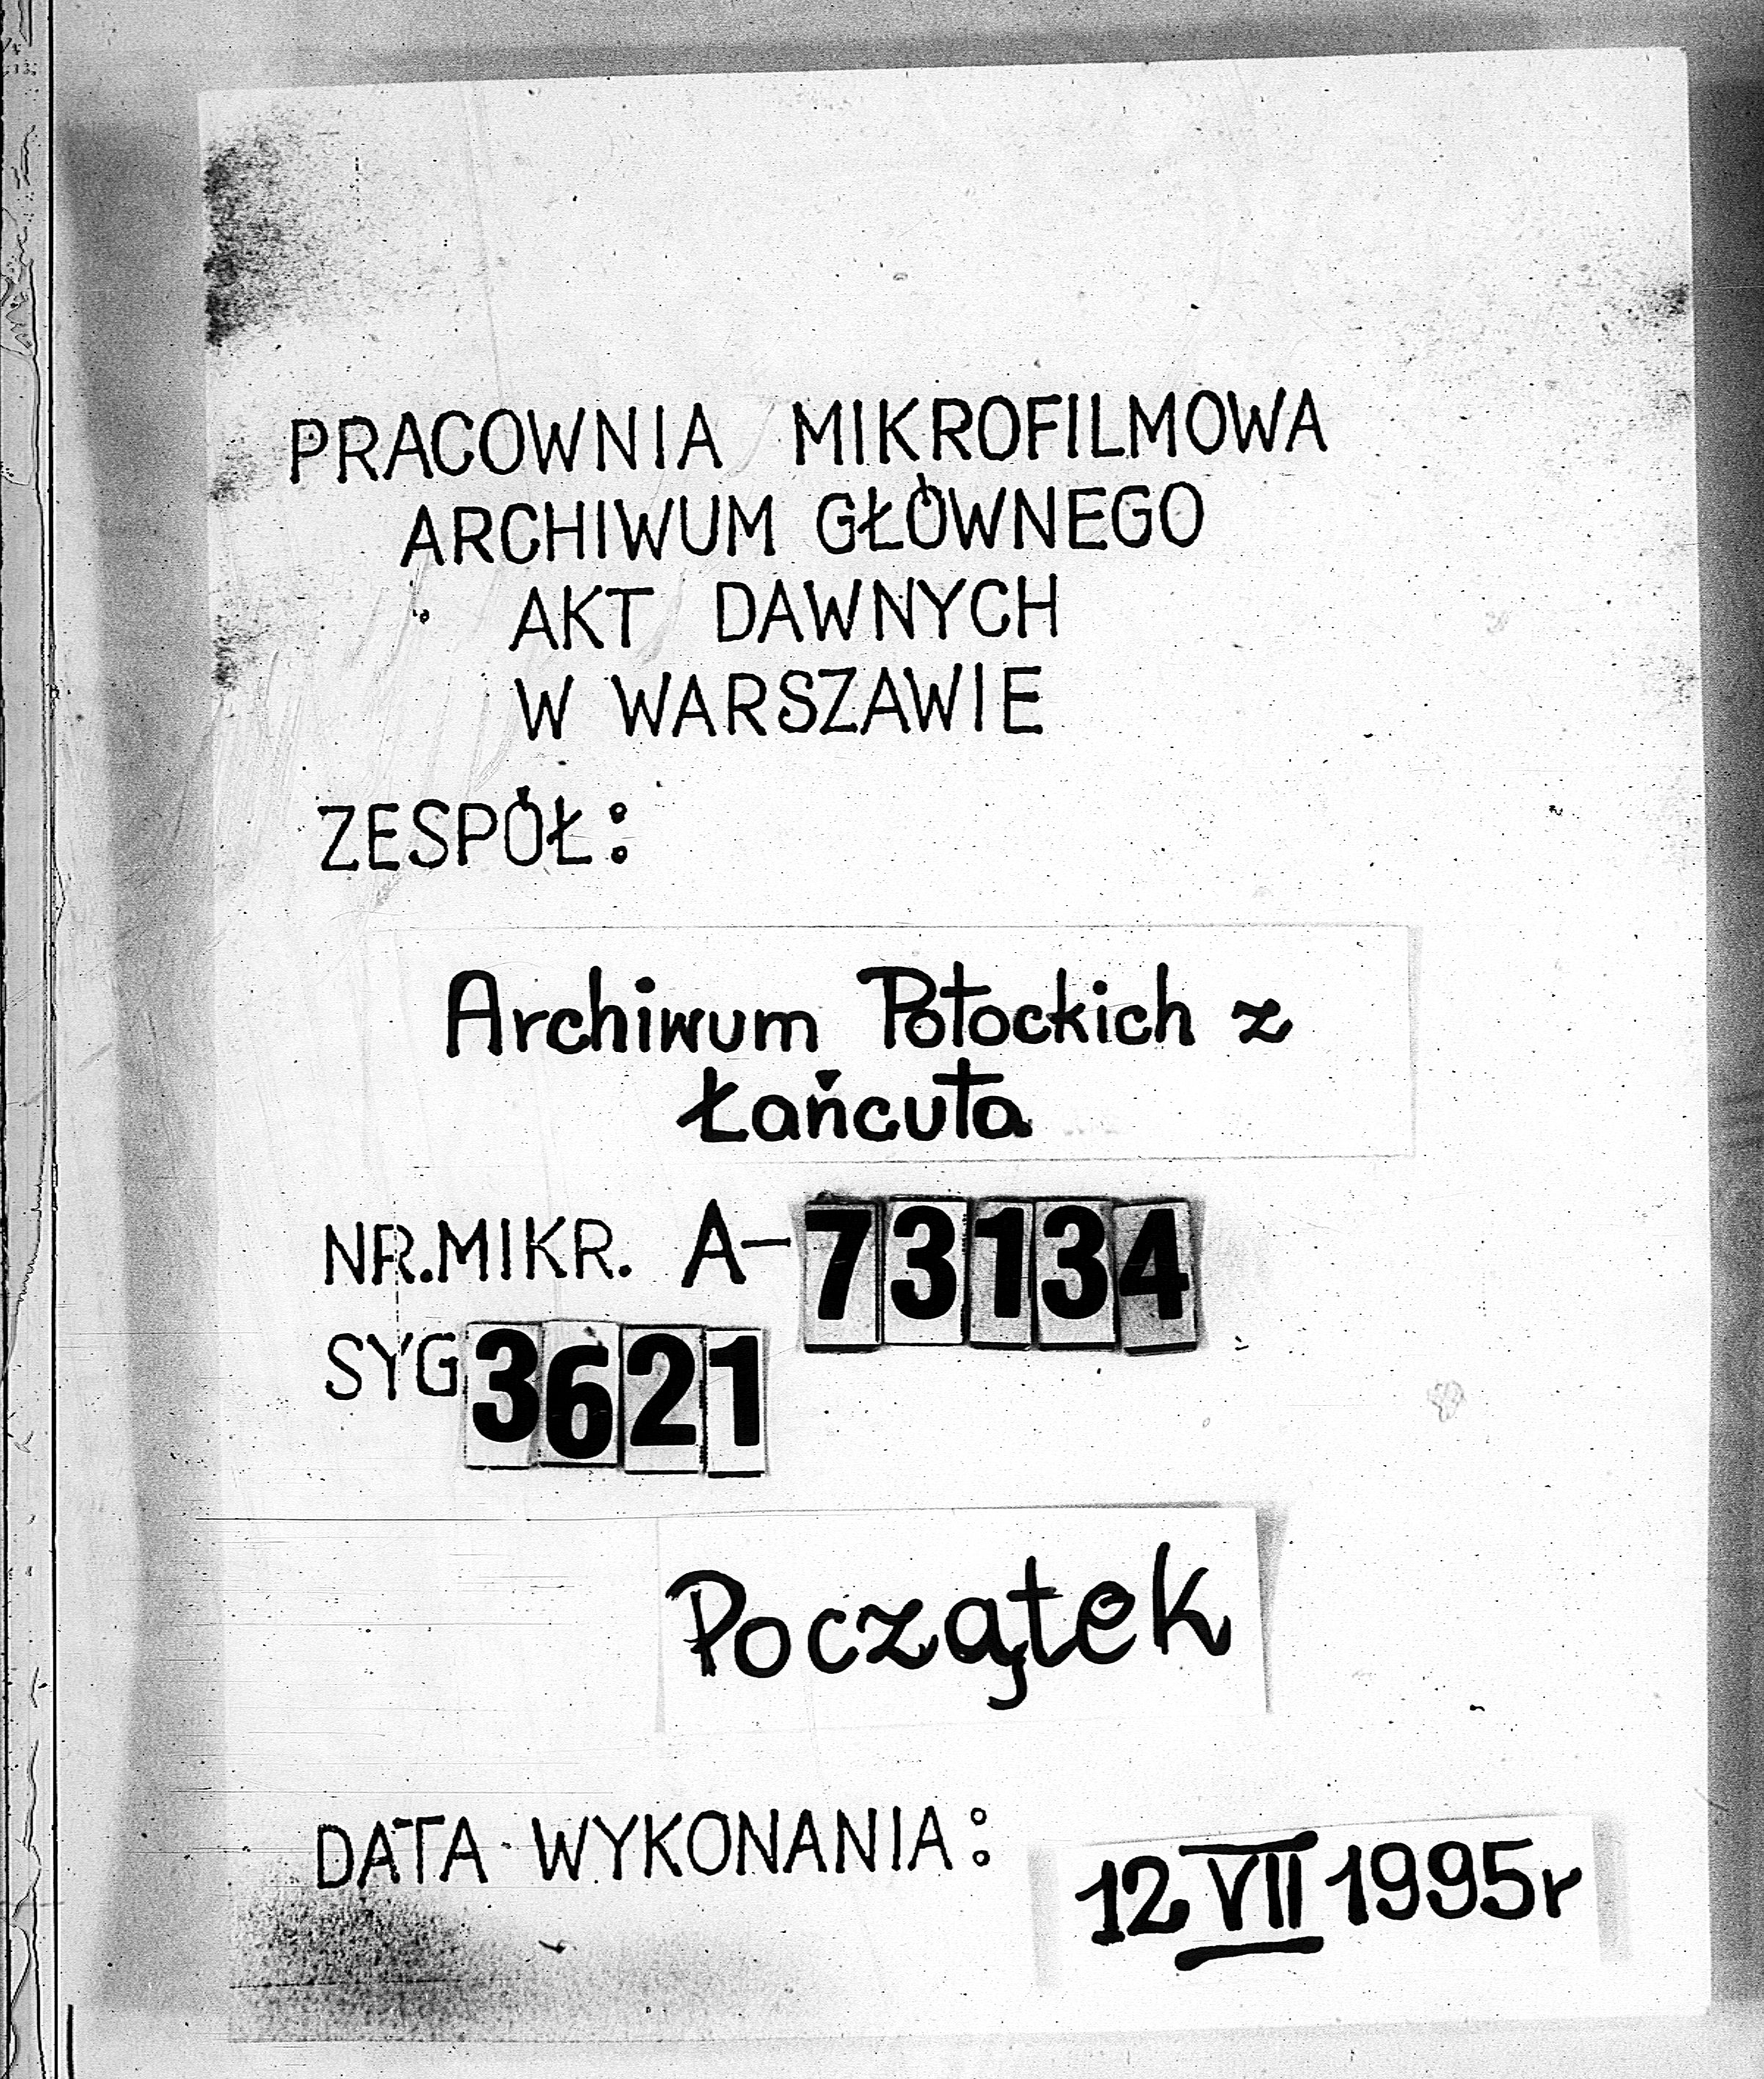 PRACOWNIA MIKROFILMOWA
ARCHIWUM GŁÓWNEGO
AKT DAWNYCH
W WARSZAWIE
ZESPÓŁ:
Archiwum Potockich z
Łańcuta
NR.MIKR. A-73134
SYG 3621
Początek
DATA WYKONANIA: 12 VII 1995r